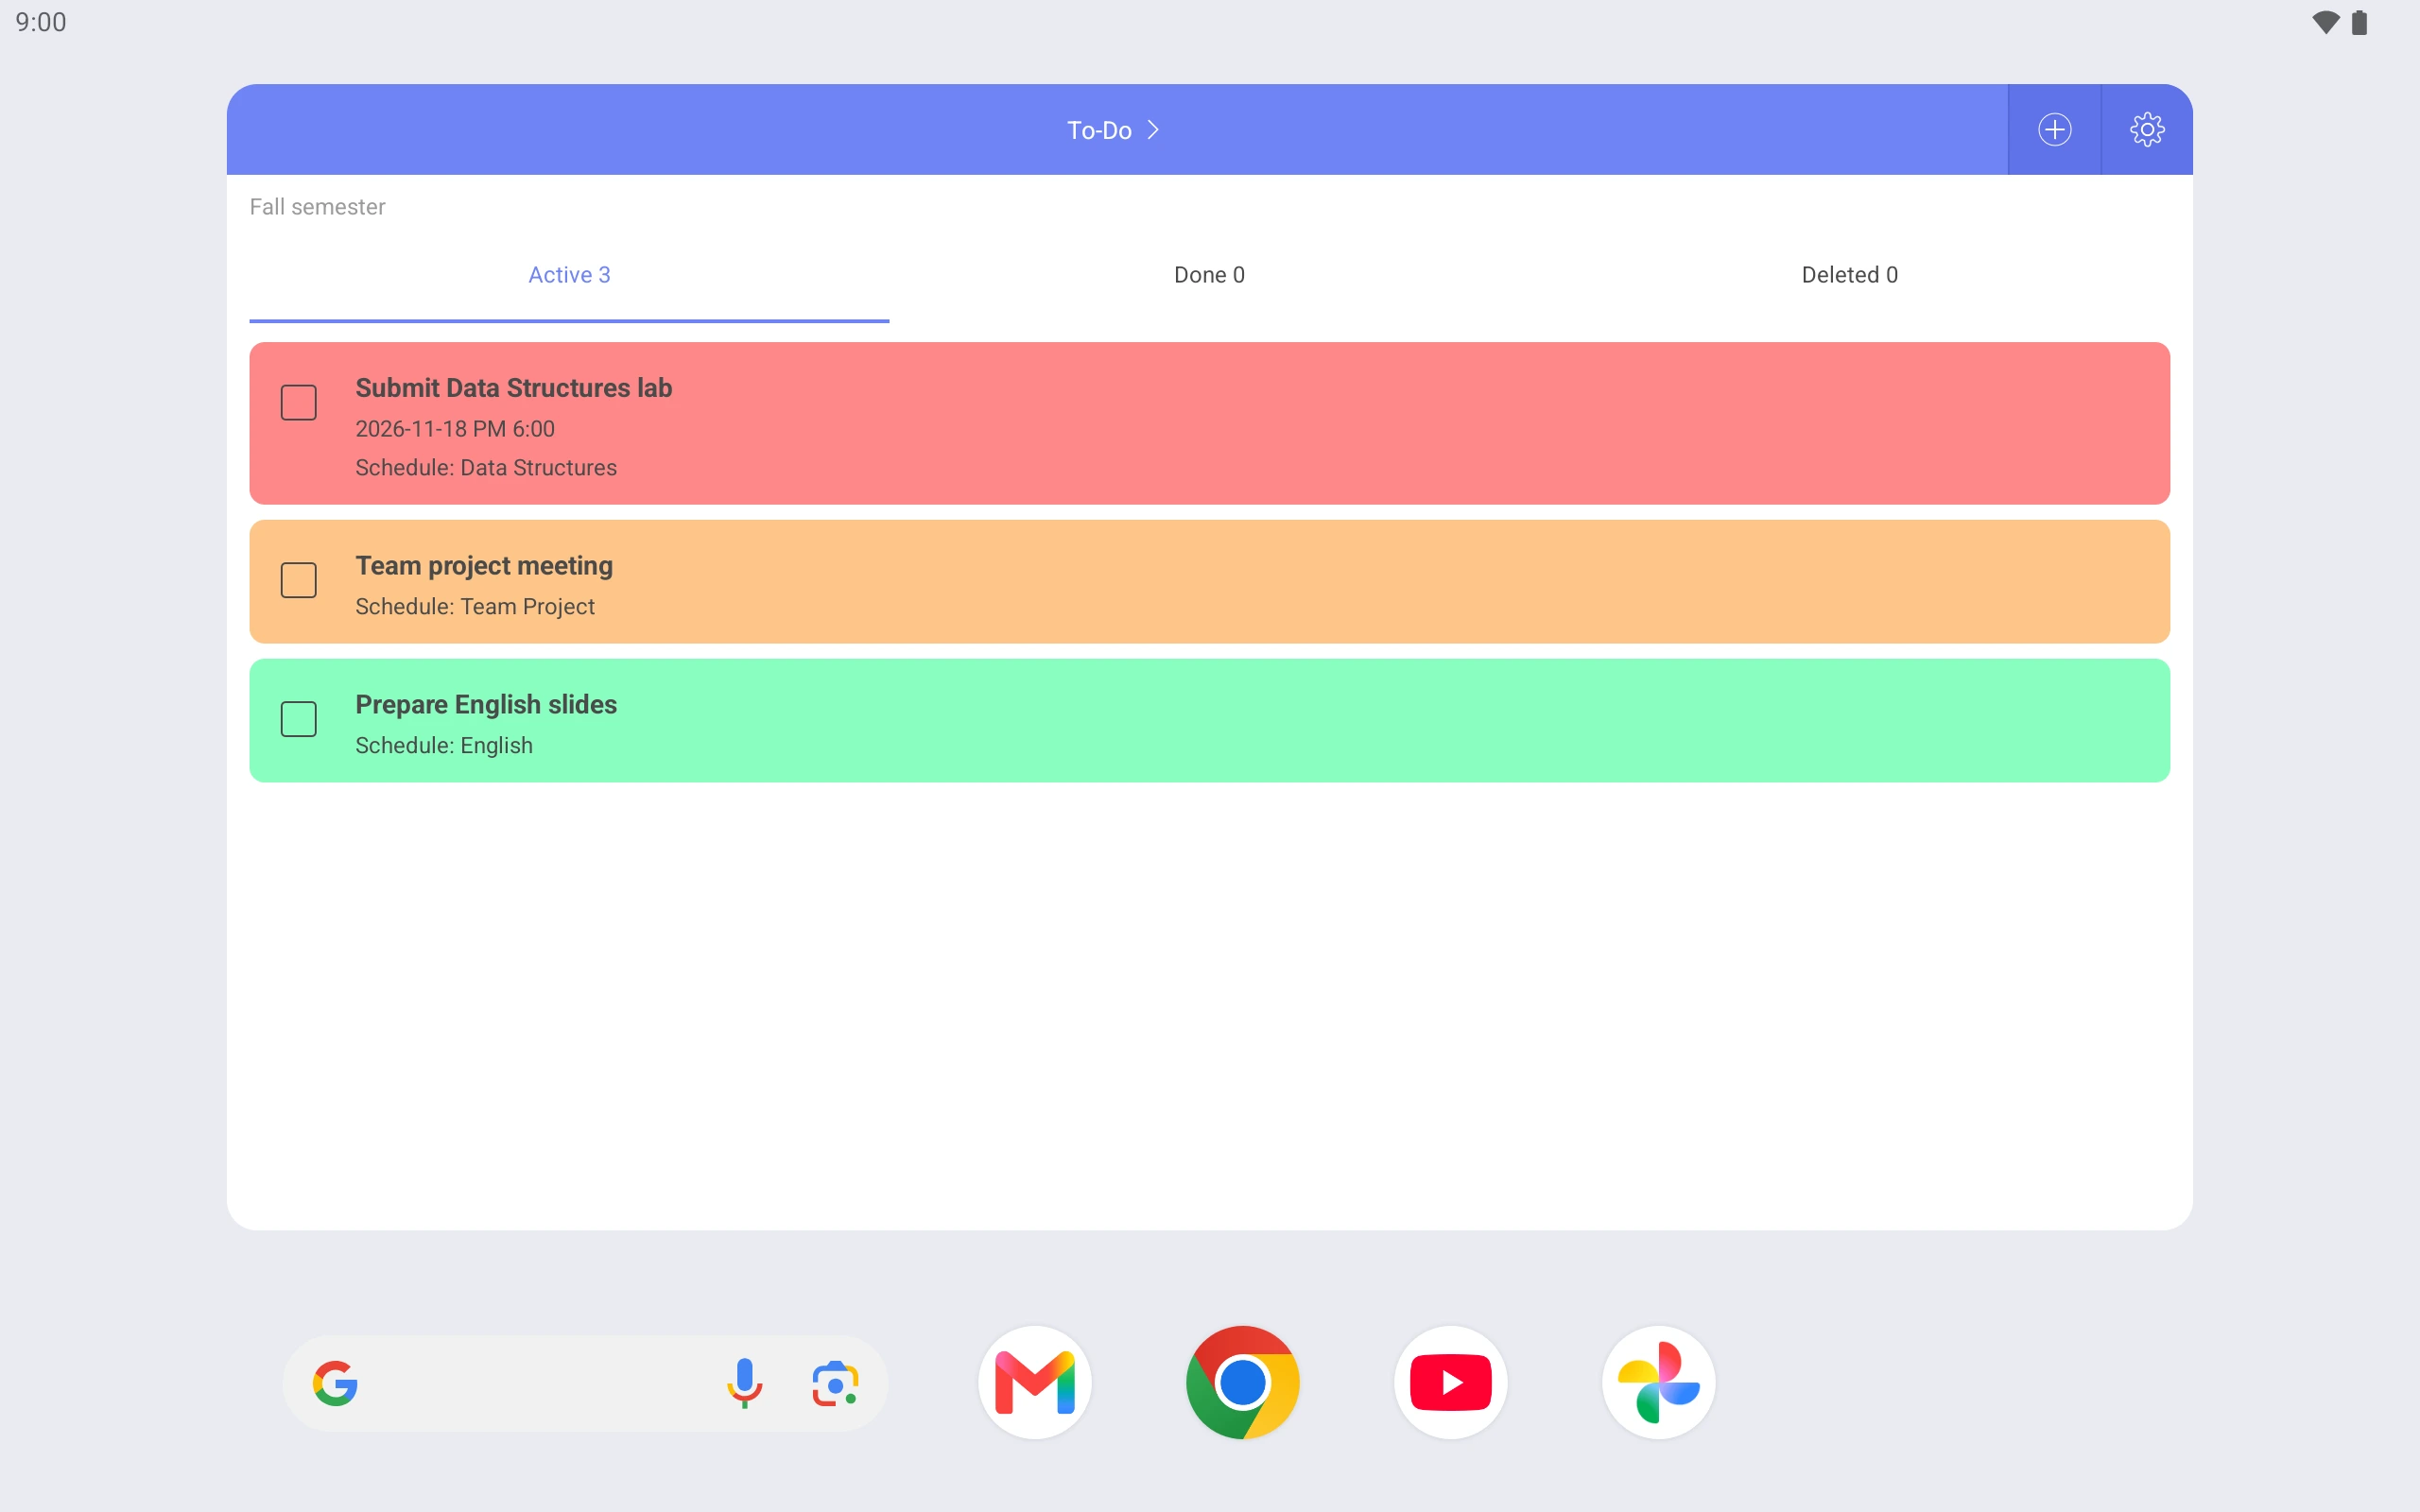 9:00
To-Do
Fall semester
Active 3
Done 0
Deleted 0
Submit Data Structures lab
2026-11-18 PM 6:00
Schedule: Data Structures
Team project meeting
Schedule: Team Project
Prepare English slides
Schedule: English